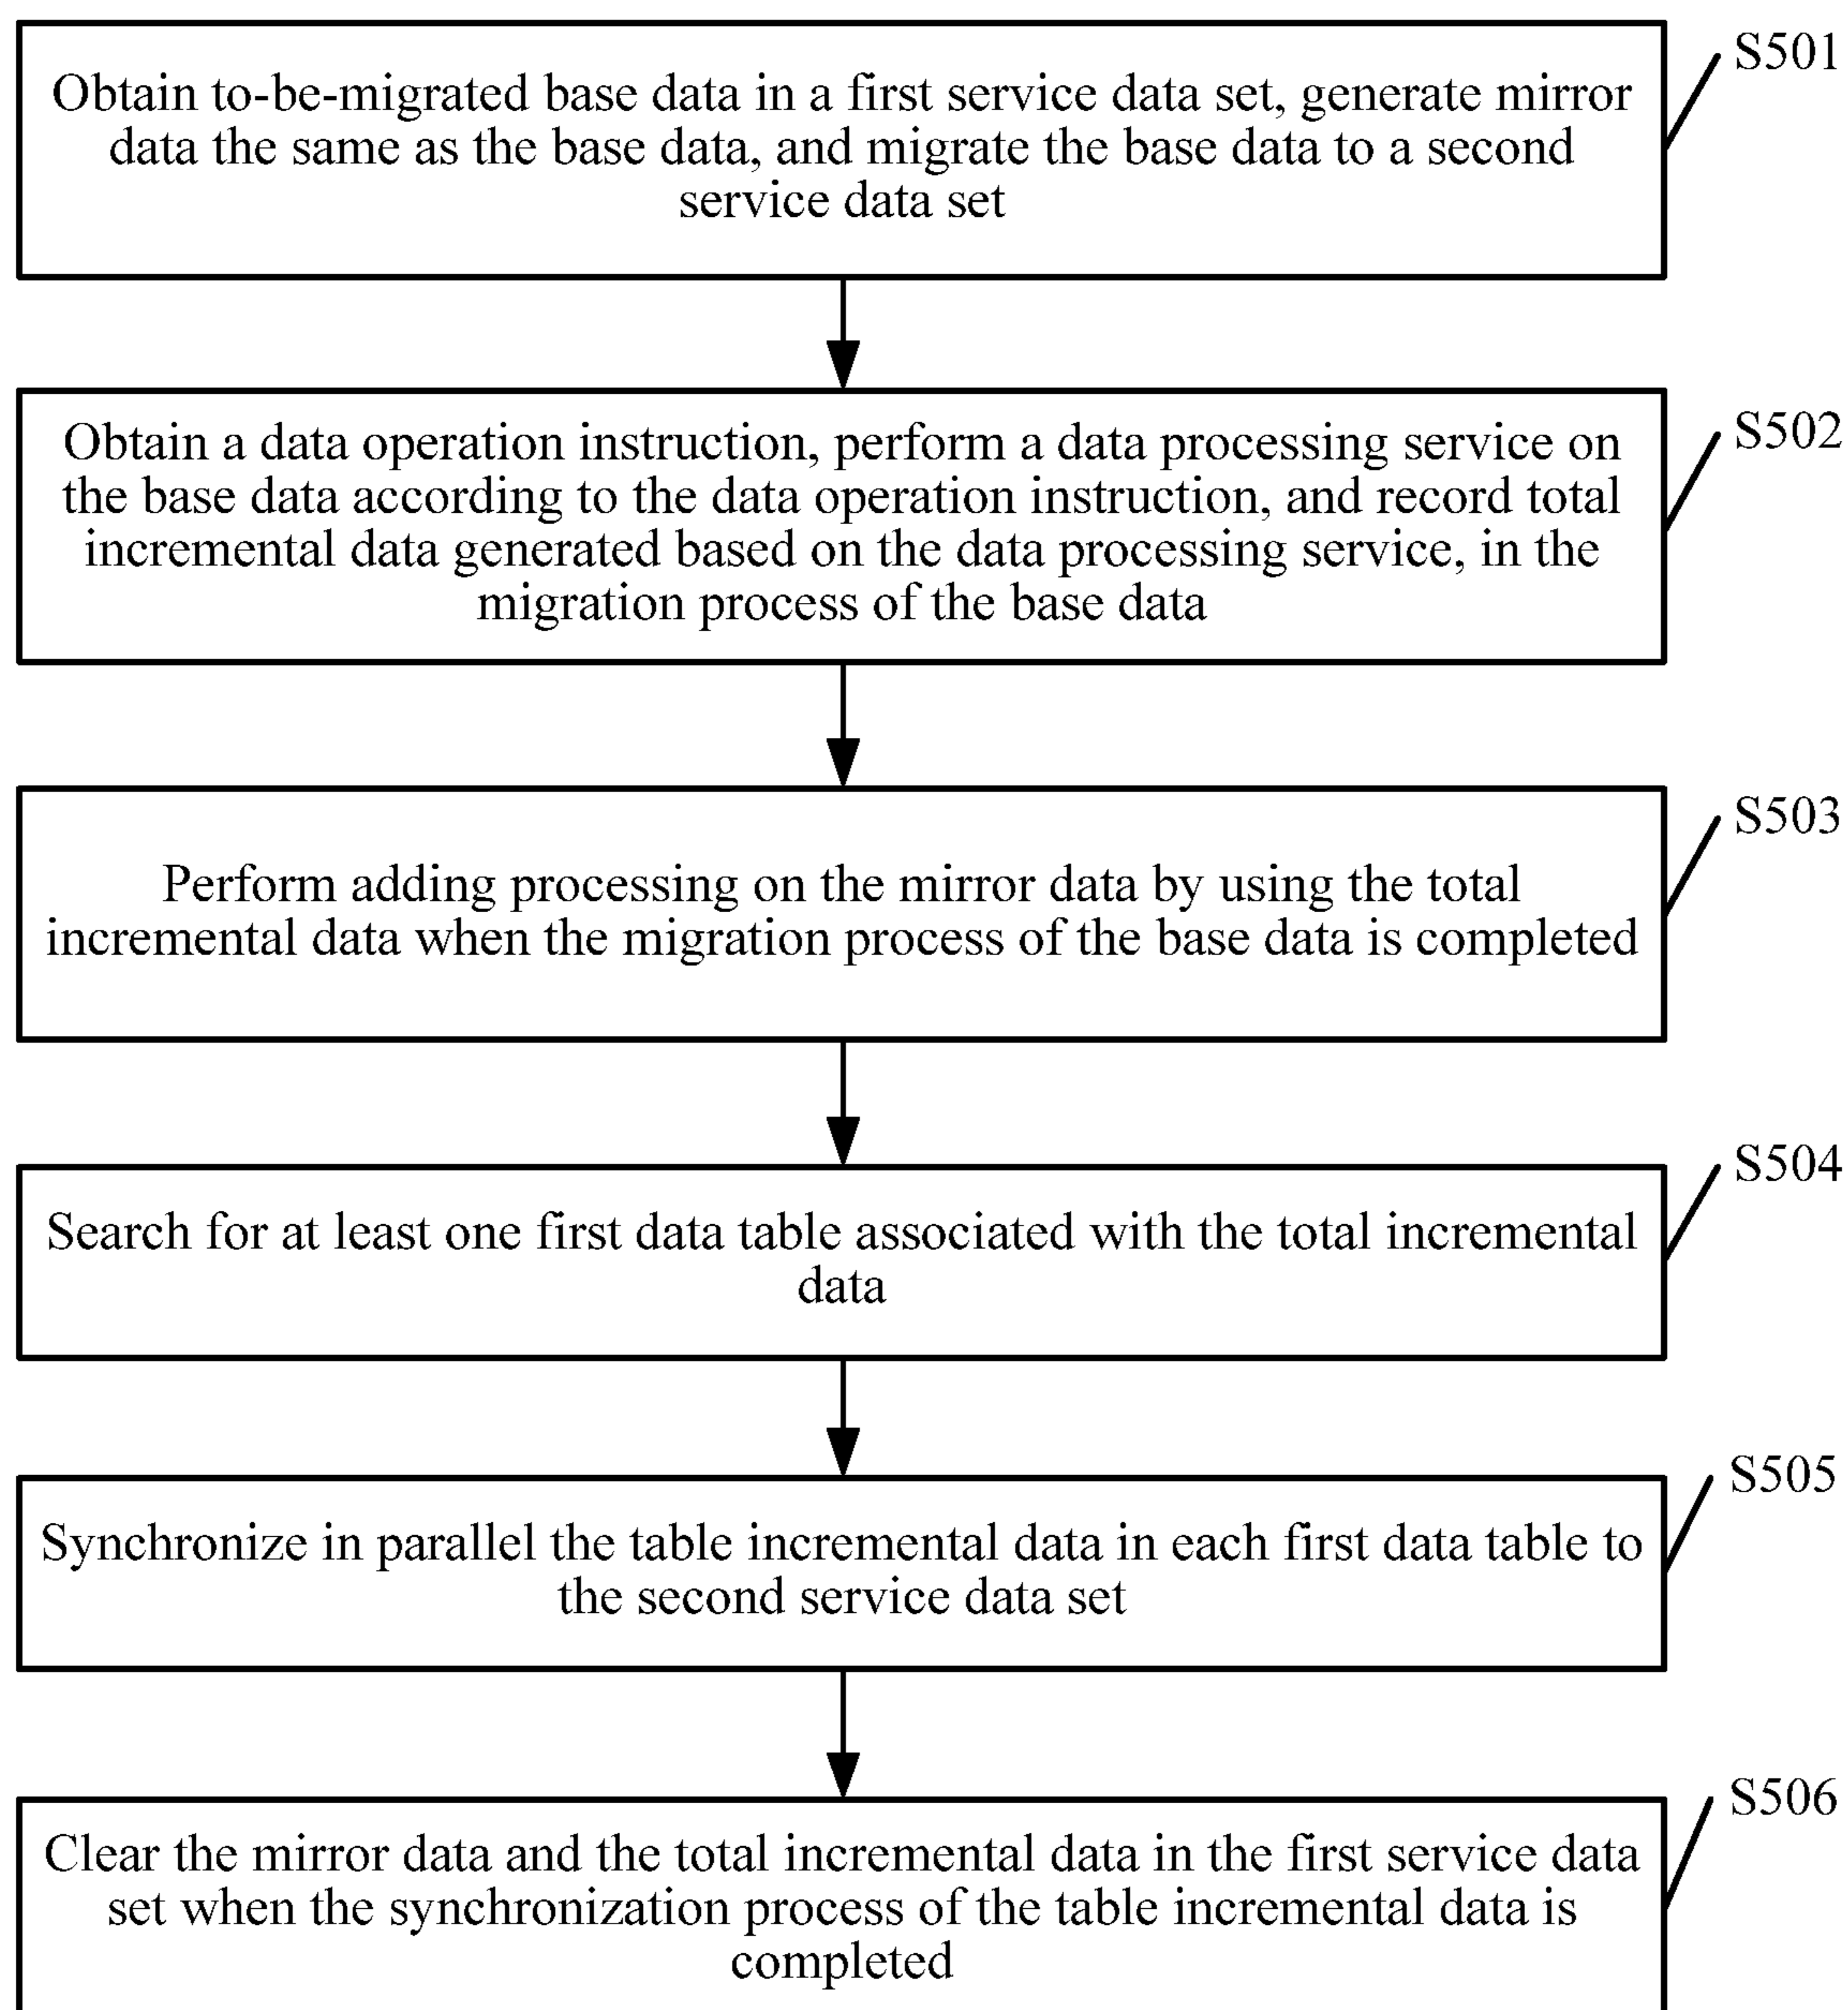 S501
Obtain to-be-migrated base data in a first service data set, generate mirror
data the same as the base data, and migrate the base data to a second
service data set
S502
Obtain a data operation instruction, perform a data processing service on
the base data according to the data operation instruction, and record total
incremental data generated based on the data processing service, in the
migration process of the base data
S503
Perform adding processing on the mirror data by using the total
incremental data when the migration process of the base data is completed
S504
Search for at least one first data table associated with the total incremental
data
S505
Synchronize in parallel the table incremental data in each first data table to
the second service data set
S506
Clear the mirror data and the total incremental data in the first service data
set when the synchronization process of the table incremental data is
completed